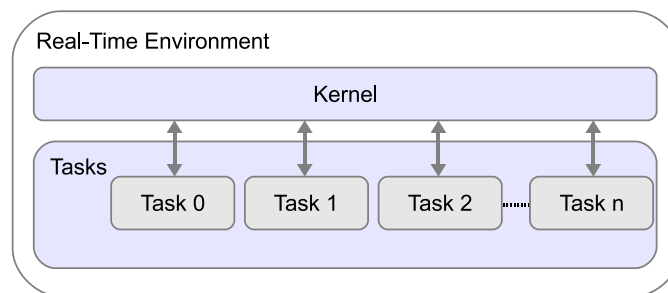 Real-Time Environment
Kernel
Tasks
Task 0 Task 1 Task 2 Task n